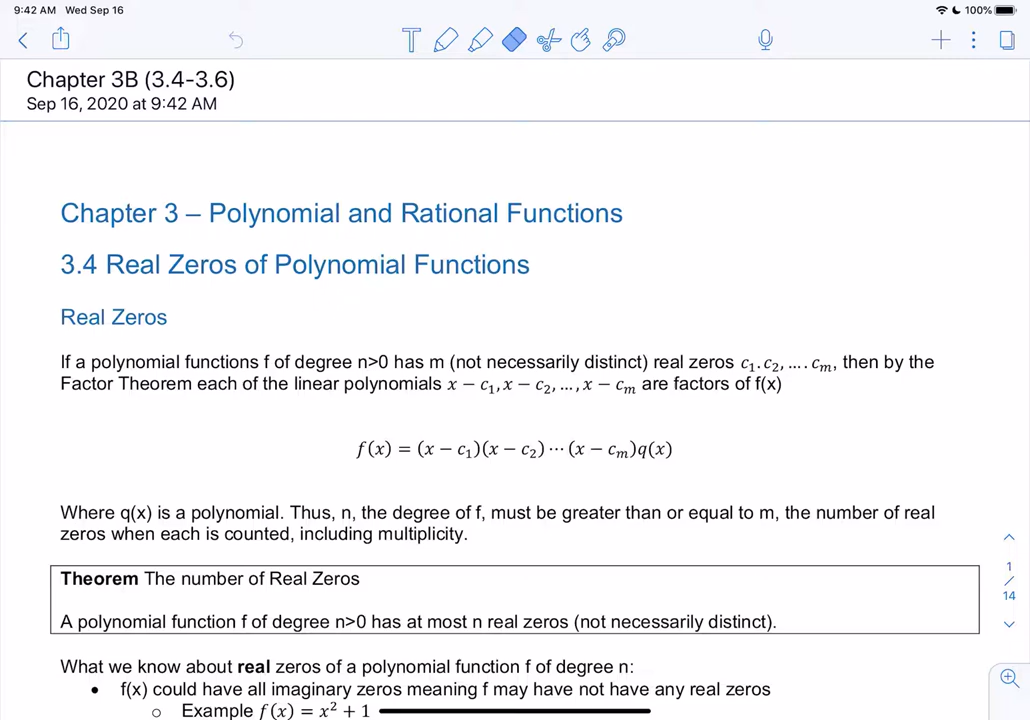 9:42 AM Wed Sep 16
100%
Chapter 3B (3.4-3.6)
Sep 16, 2020 at 9:42 AM
Chapter 3 – Polynomial and Rational Functions
3.4 Real Zeros of Polynomial Functions
Real Zeros
If a polynomial functions f of degree n>0 has m (not necessarily distinct) real zeros c₁. c₂, .... cₘ, then by the
Factor Theorem each of the linear polynomials x − c₁, x − c₂, ..., x − cₘ are factors of f(x)
f(x) = (x − c₁)(x − c₂) ⋯ (x − cₘ)q(x)
Where q(x) is a polynomial. Thus, n, the degree of f, must be greater than or equal to m, the number of real
zeros when each is counted, including multiplicity.
Theorem The number of Real Zeros
A polynomial function f of degree n>0 has at most n real zeros (not necessarily distinct).
1
/
14
What we know about real zeros of a polynomial function f of degree n:
• f(x) could have all imaginary zeros meaning f may have not have any real zeros
o Example f(x) = x² + 1